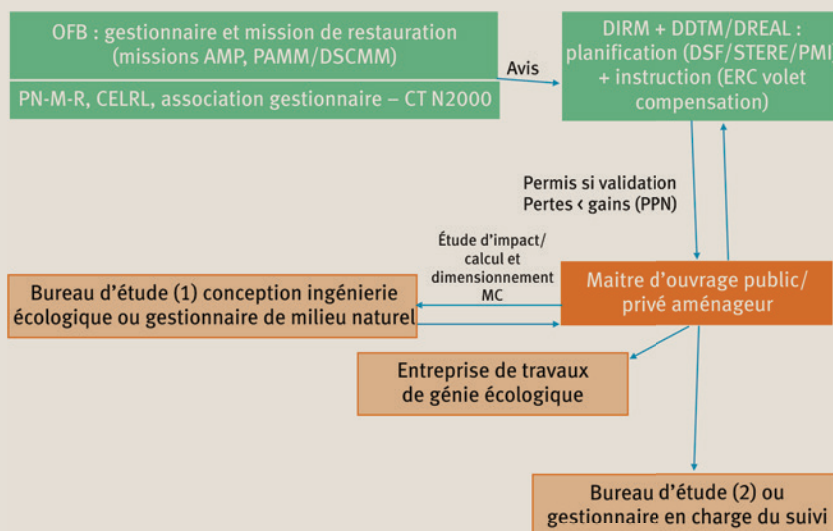 OFB : gestionnaire et mission de restauration
(missions AMP, PAMM/DSCMM)
PN-M-R, CELRL, association gestionnaire – CT N2000
Avis
DIRM + DDTM/DREAL :
planification (DSF/STERE/PMI)
+ instruction (ERC volet
compensation)
Permis si validation
Pertes < gains (PPN)
Étude d'impact/
calcul et
dimensionnement
MC
Bureau d'étude (1) conception ingénierie
écologique ou gestionnaire de milieu naturel
Maitre d'ouvrage public/
privé aménageur
Entreprise de travaux
de génie écologique
Bureau d'étude (2) ou
gestionnaire en charge du suivi